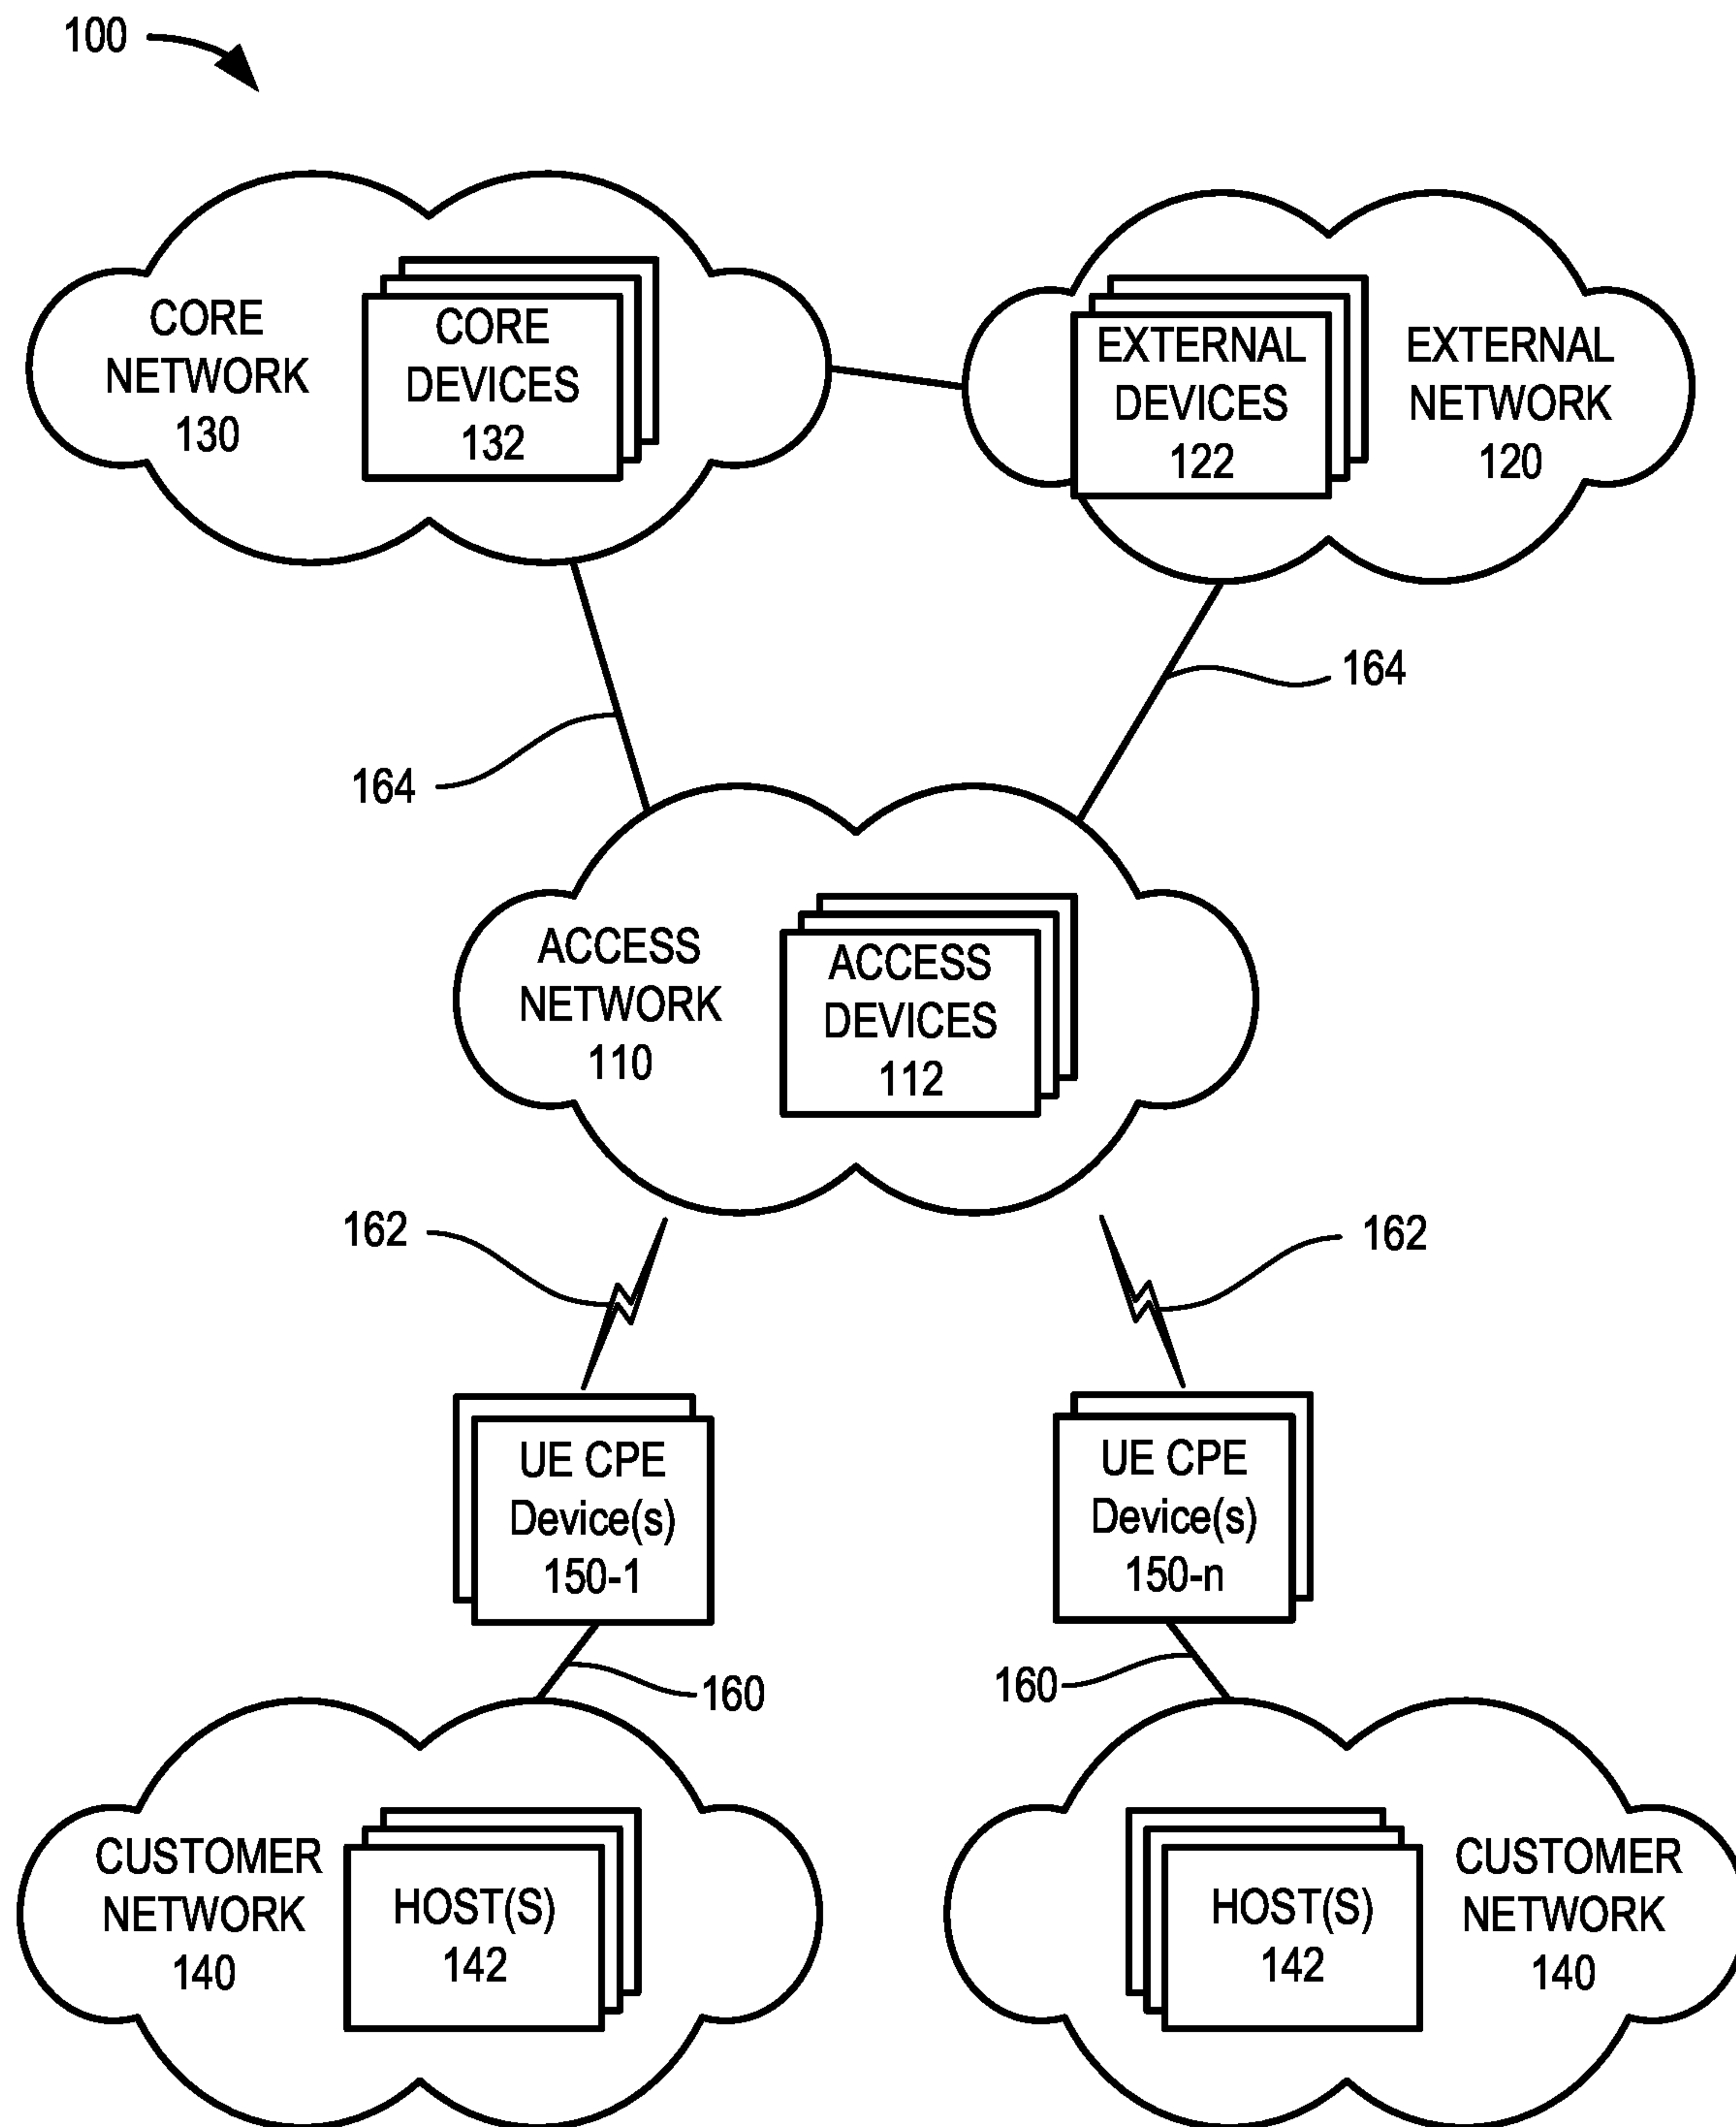 100
CORE
NETWORK
130
CORE
DEVICES
132
EXTERNAL
DEVICES
122
EXTERNAL
NETWORK
120
164
164
ACCESS
NETWORK
110
ACCESS
DEVICES
112
162
162
UE CPE
Device(s)
150-1
UE CPE
Device(s)
150-n
160
160
CUSTOMER
NETWORK
140
HOST(S)
142
HOST(S)
142
CUSTOMER
NETWORK
140